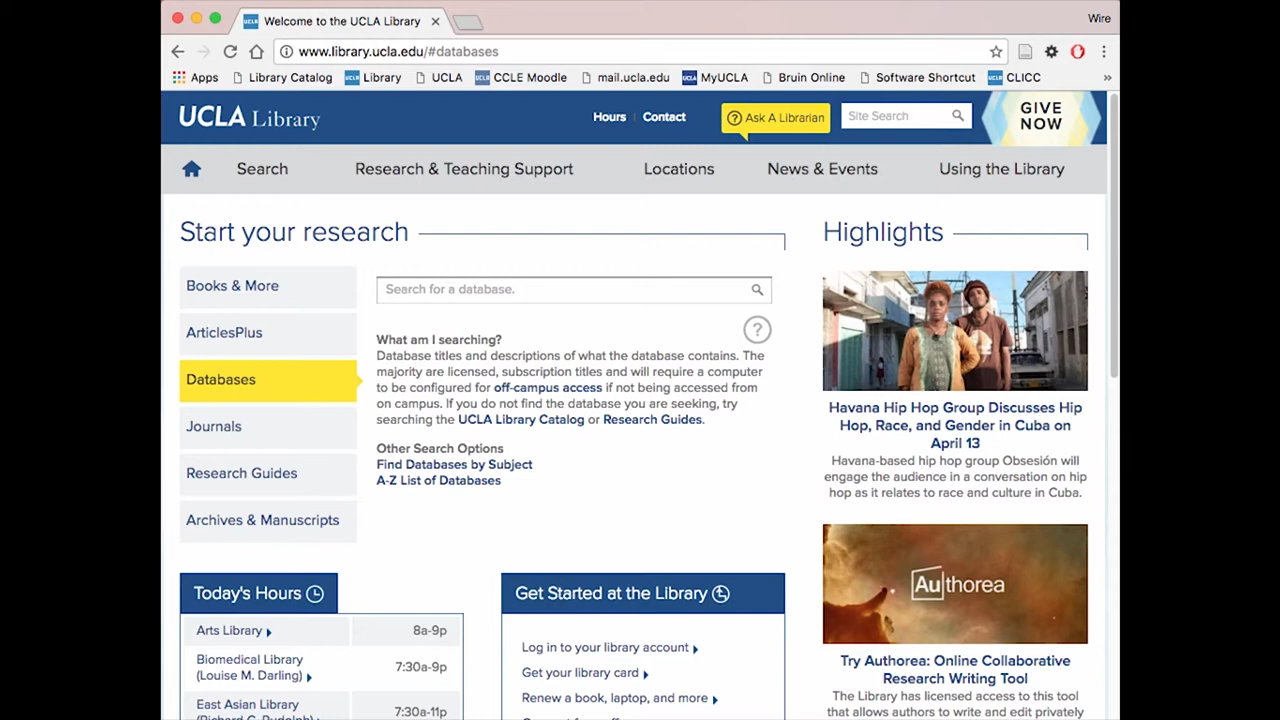 Welcome to the UCLA Library
Wire
www.library.ucla.edu/#databases
Apps Library Catalog Library UCLA CCLE Moodle mail.ucla.edu MyUCLA Bruin Online Software Shortcut CLICC »
UCLA Library
Hours Contact
? Ask A Librarian
Site Search
GIVE
NOW
Search Research & Teaching Support Locations News & Events Using the Library
Start your research
Books & More
ArticlesPlus
Databases
Journals
Research Guides
Archives & Manuscripts
Search for a database.
?
What am I searching?
Database titles and descriptions of what the database contains. The
majority are licensed, subscription titles and will require a computer
to be configured for off-campus access if not being accessed from
on campus. If you do not find the database you are seeking, try
searching the UCLA Library Catalog or Research Guides.
Other Search Options
Find Databases by Subject
A-Z List of Databases
Highlights
Havana Hip Hop Group Discusses Hip
Hop, Race, and Gender in Cuba on
April 13
Havana-based hip hop group Obsesión will
engage the audience in a conversation on hip
hop as it relates to race and culture in Cuba.
Authorea
Try Authorea: Online Collaborative
Research Writing Tool
The Library has licensed access to this tool
that allows authors to write and edit privately
Today's Hours
Arts Library 8a-9p
Biomedical Library
(Louise M. Darling) 7:30a-9p
East Asian Library 7:30a-11p
Get Started at the Library
Log in to your library account
Get your library card
Renew a book, laptop, and more